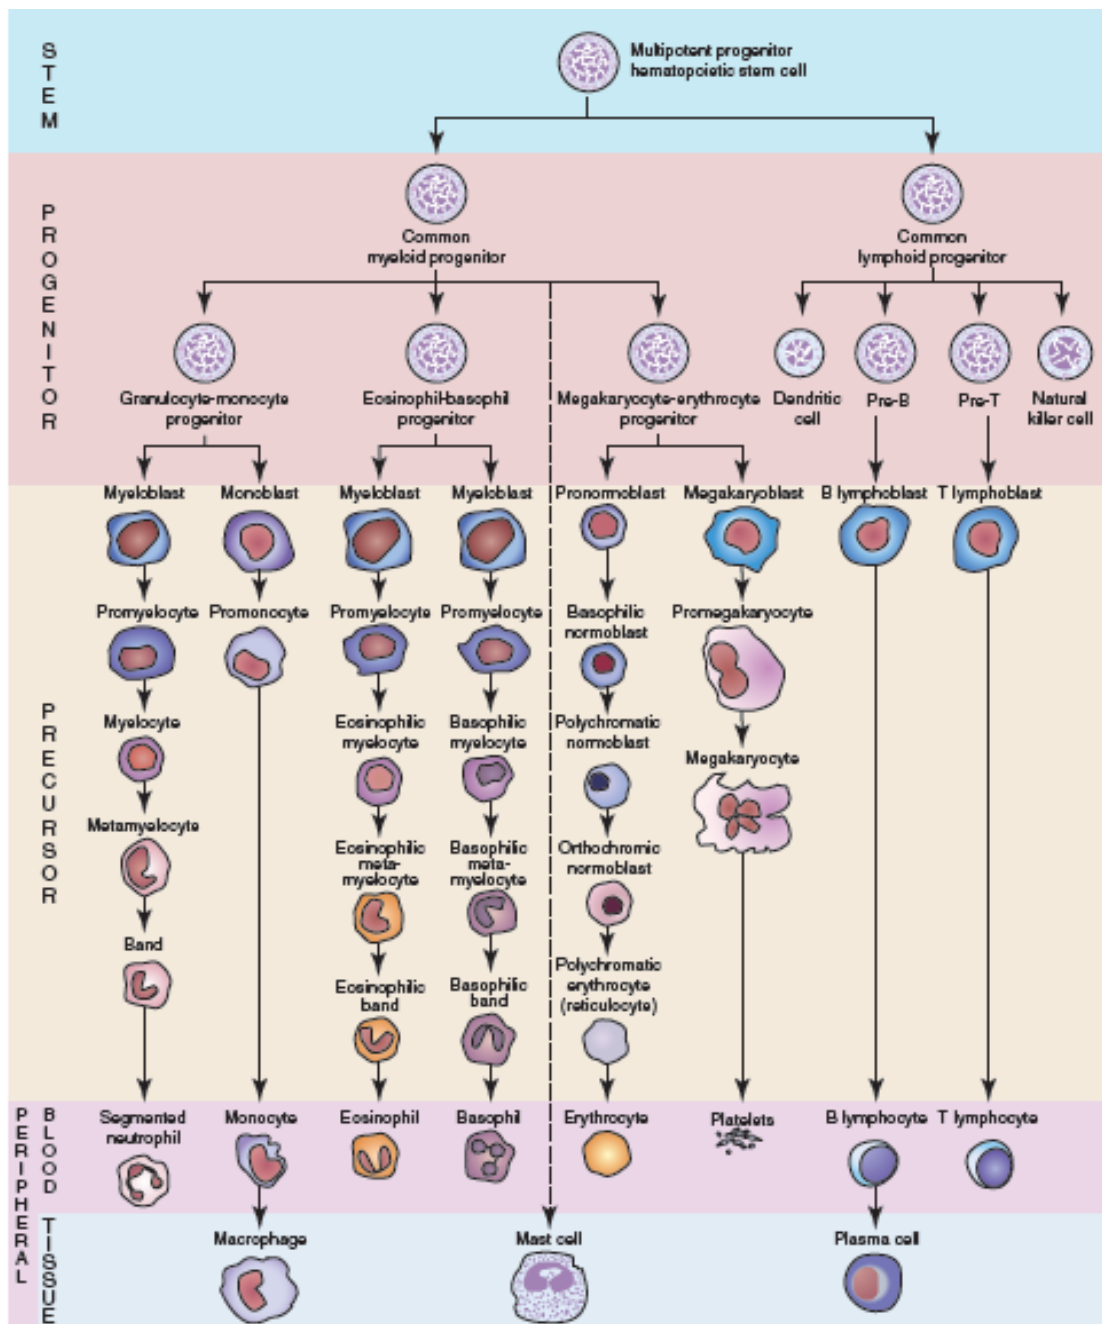 STEM
Multipotent progenitor
hematopoietic stem cell
PROGENITOR
Common
myeloid progenitor
Common
lymphoid progenitor
Granulocyte-monocyte
progenitor
Eosinophil-basophil
progenitor
Megakaryocyte-erythrocyte
progenitor
Dendritic
cell
Pre-B
Pre-T
Natural
killer cell
PRECURSOR
Myeloblast
Monoblast
Myeloblast
Myeloblast
Pronormoblast
Megakaryoblast
B lymphoblast
T lymphoblast
Promyelocyte
Promonocyte
Promyelocyte
Promyelocyte
Basophilic
normoblast
Promegakaryocyte
Myelocyte
Eosinophilic
myelocyte
Basophilic
myelocyte
Polychromatic
normoblast
Megakaryocyte
Metamyelocyte
Eosinophilic
meta-
myelocyte
Basophilic
meta-
myelocyte
Orthochromic
normoblast
Band
Eosinophilic
band
Basophilic
band
Polychromatic
erythrocyte
(reticulocyte)
PERIPHERAL
BLOOD
Segmented
neutrophil
Monocyte
Eosinophil
Basophil
Erythrocyte
Platelets
B lymphocyte
T lymphocyte
TISSUE
Macrophage
Mast cell
Plasma cell